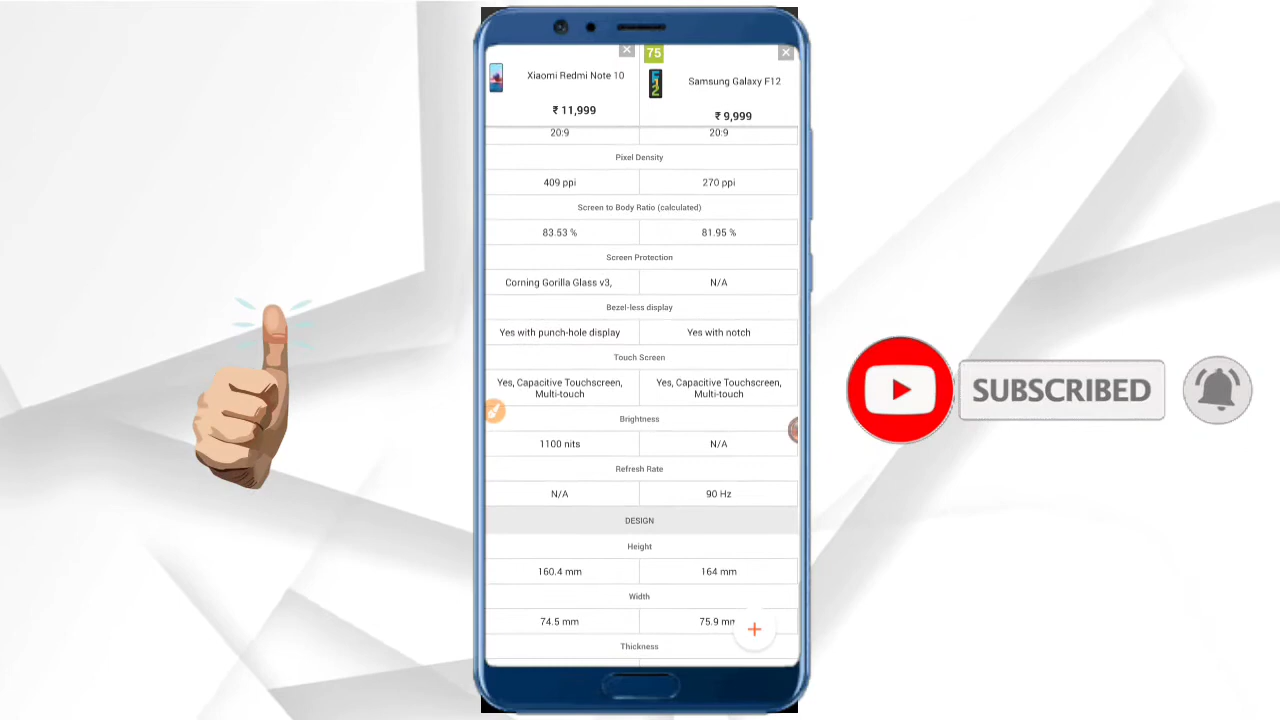 75
Xiaomi Redmi Note 10
Samsung Galaxy F12
₹ 11,999
₹ 9,999
20:9
20:9
Pixel Density
409 ppi
270 ppi
Screen to Body Ratio (calculated)
83.53 %
81.95 %
Screen Protection
Corning Gorilla Glass v3,
N/A
Bezel-less display
Yes with punch-hole display
Yes with notch
Touch Screen
Yes, Capacitive Touchscreen,
Multi-touch
Yes, Capacitive Touchscreen,
Multi-touch
Brightness
1100 nits
N/A
Refresh Rate
N/A
90 Hz
DESIGN
Height
160.4 mm
164 mm
Width
74.5 mm
75.9 mm
Thickness
SUBSCRIBED